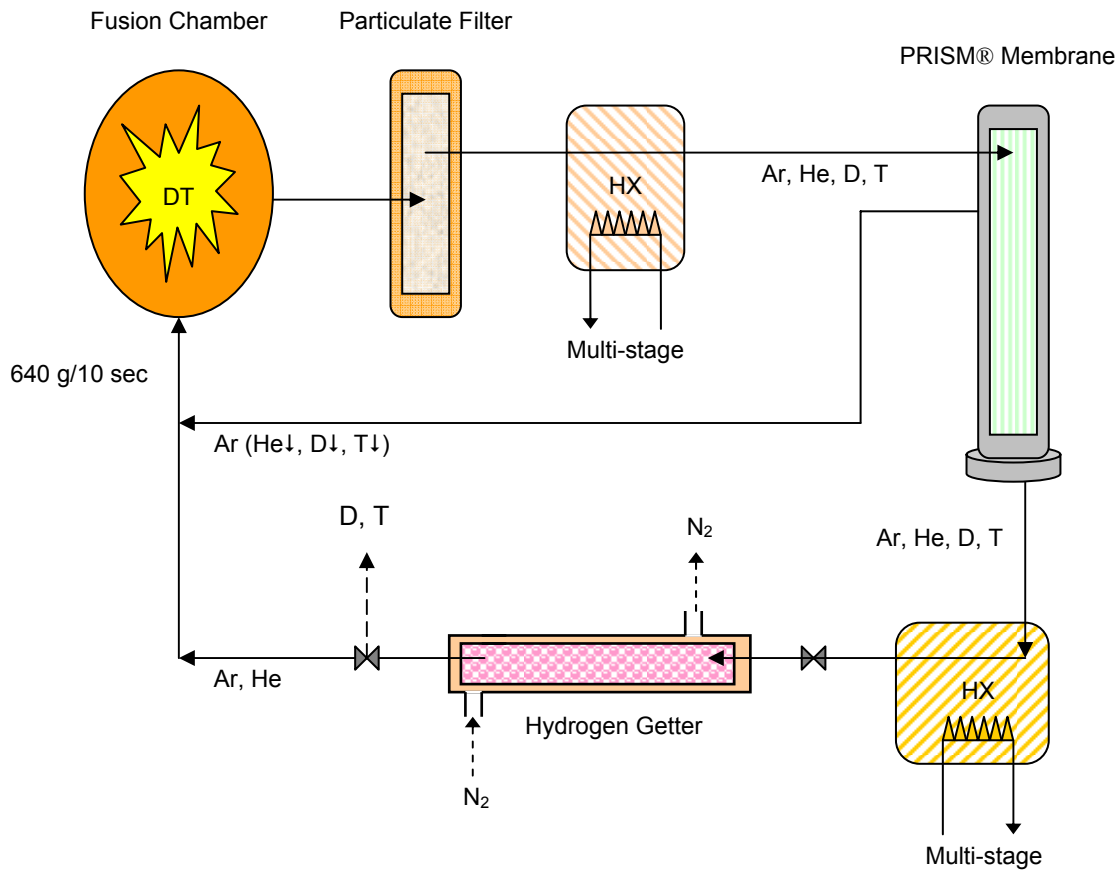 Fusion Chamber
Particulate Filter
PRISM® Membrane
DT
HX
Ar, He, D, T
Multi-stage
640 g/10 sec
Ar (He↓, D↓, T↓)
D, T
N₂
Ar, He, D, T
Ar, He
HX
Hydrogen Getter
N₂
Multi-stage